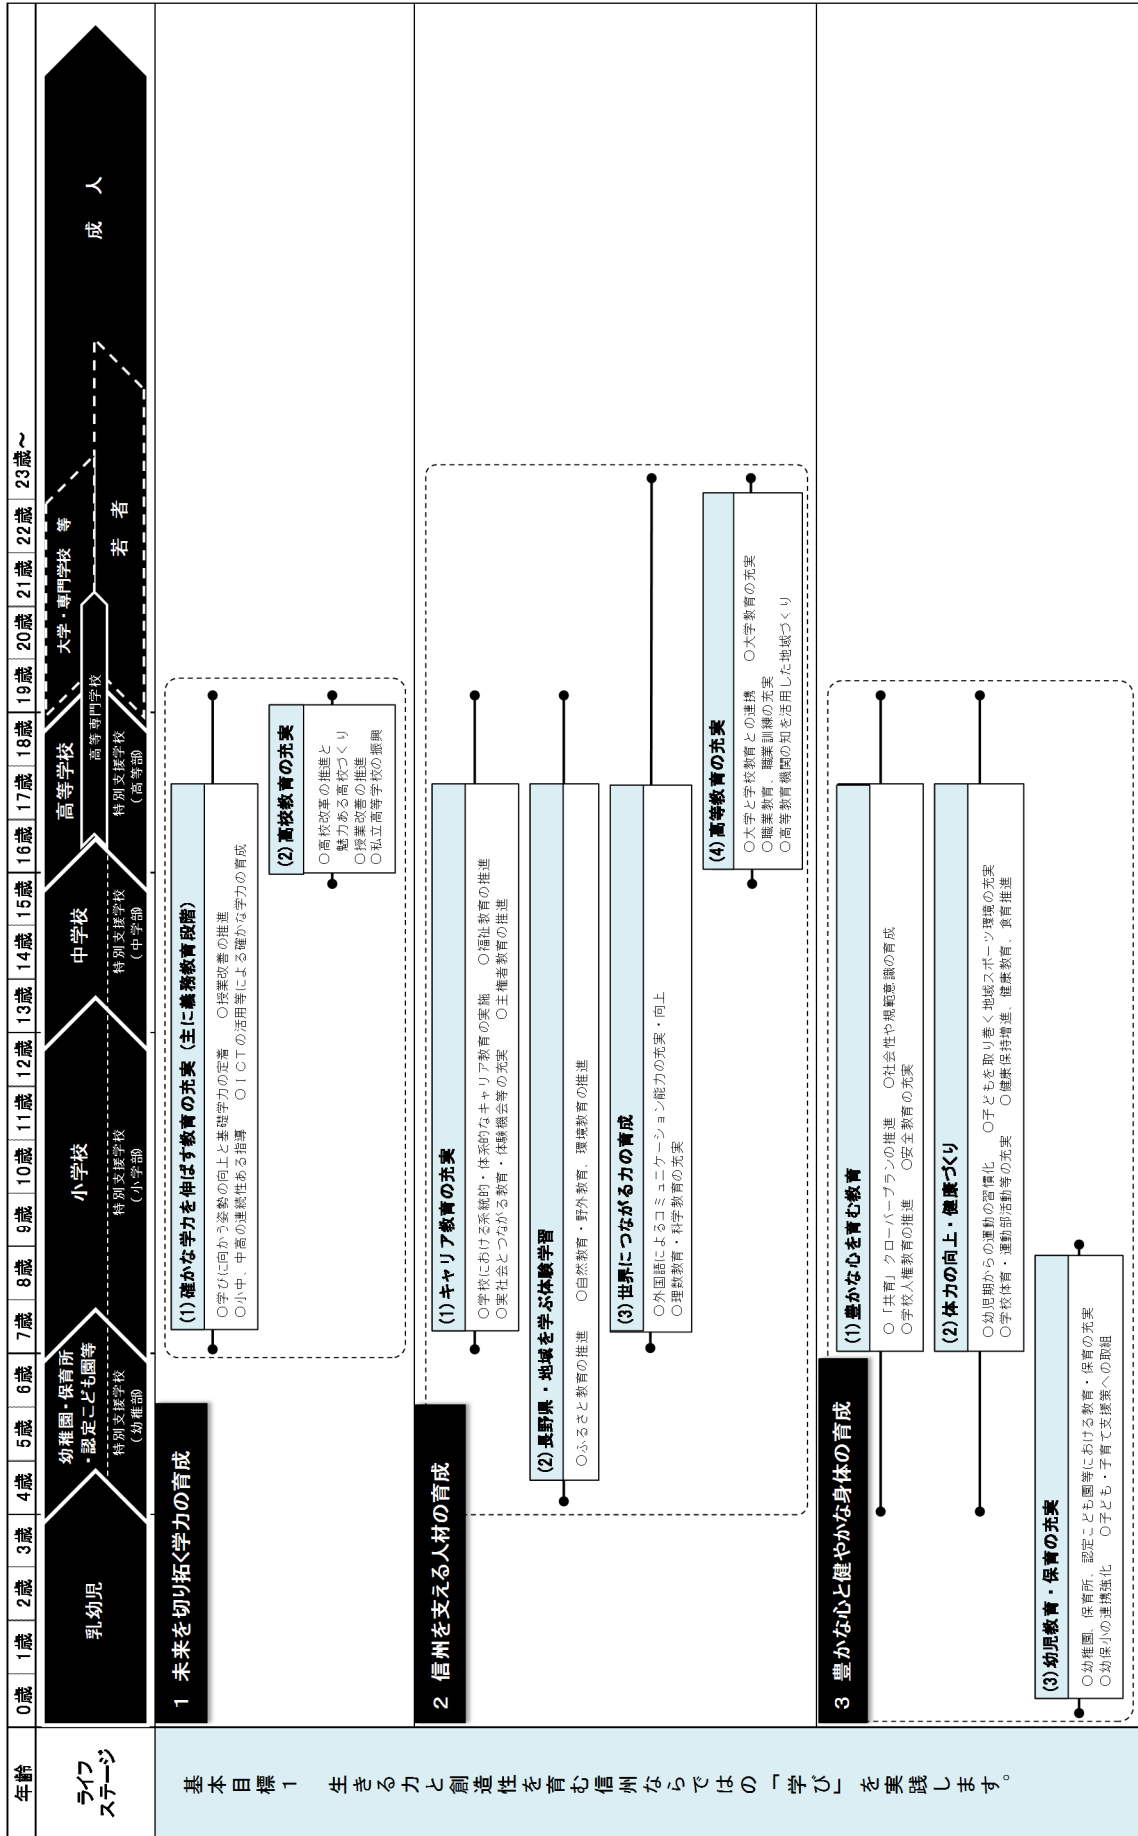 年齢
0歳 1歳 2歳 3歳 4歳 5歳 6歳 7歳 8歳 9歳 10歳 11歳 12歳 13歳 14歳 15歳 16歳 17歳 18歳 19歳 20歳 21歳 22歳 23歳～
ライフ
ステージ
乳幼児
幼稚園・保育所
・認定こども園等
特別支援学校
(幼稚部)
小学校
特別支援学校
(小学部)
中学校
特別支援学校
(中学部)
高等学校
高等専門学校
特別支援学校
(高等部)
大学・専門学校 等
若 者
成 人
基本目標1 生きる力と創造性を育む信州ならではの「学び」を実践します。
1 未来を切り拓く学力の育成
(1)確かな学力を伸ばす教育の充実（主に義務教育段階）
○学びに向かう姿勢の向上と基礎学力の定着 ○授業改善の推進
○小中、中高の連続性ある指導 ○ICTの活用等による確かな学力の育成
(2)高校教育の充実
○高校改革の推進と
魅力ある高校づくり
○授業改善の推進
○私立高等学校の振興
2 信州を支える人材の育成
(1)キャリア教育の充実
○学校における系統的・体系的なキャリア教育の実施 ○福祉教育の推進
○実社会とつながる教育・体験機会等の充実 ○主権者教育の推進
(2)長野県・地域を学ぶ体験学習
○ふるさと教育の推進 ○自然教育・野外教育、環境教育の推進
(3)世界につながる力の育成
○外国語によるコミュニケーション能力の充実・向上
○理数教育・科学教育の充実
(4)高等教育の充実
○大学と学校教育との連携 ○大学教育の充実
○職業教育、職業訓練の充実
○高等教育機関の知を活用した地域づくり
3 豊かな心と健やかな身体の育成
(1)豊かな心を育む教育
○「共育」クローバープランの推進 ○社会性や規範意識の育成
○学校人権教育の推進 ○安全教育の充実
(2)体力の向上・健康づくり
○幼児期からの運動の習慣化 ○子どもを取り巻く地域スポーツ環境の充実
○学校体育・運動部活動等の充実 ○健康保持増進、健康教育、食育推進
(3)幼児教育・保育の充実
○幼稚園、保育所、認定こども園等における教育・保育の充実
○幼保小の連携強化 ○子ども・子育て支援策への取組